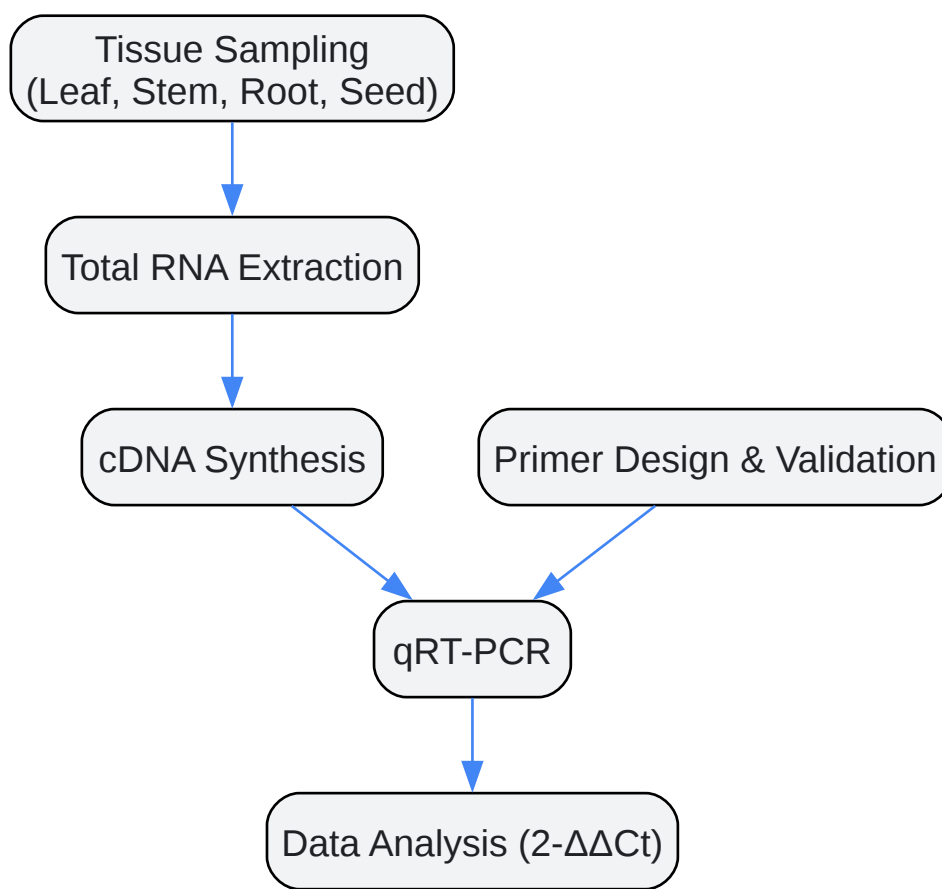 Tissue Sampling
(Leaf, Stem, Root, Seed)
Total RNA Extraction
cDNA Synthesis
Primer Design & Validation
qRT-PCR
Data Analysis (2-ΔΔCt)